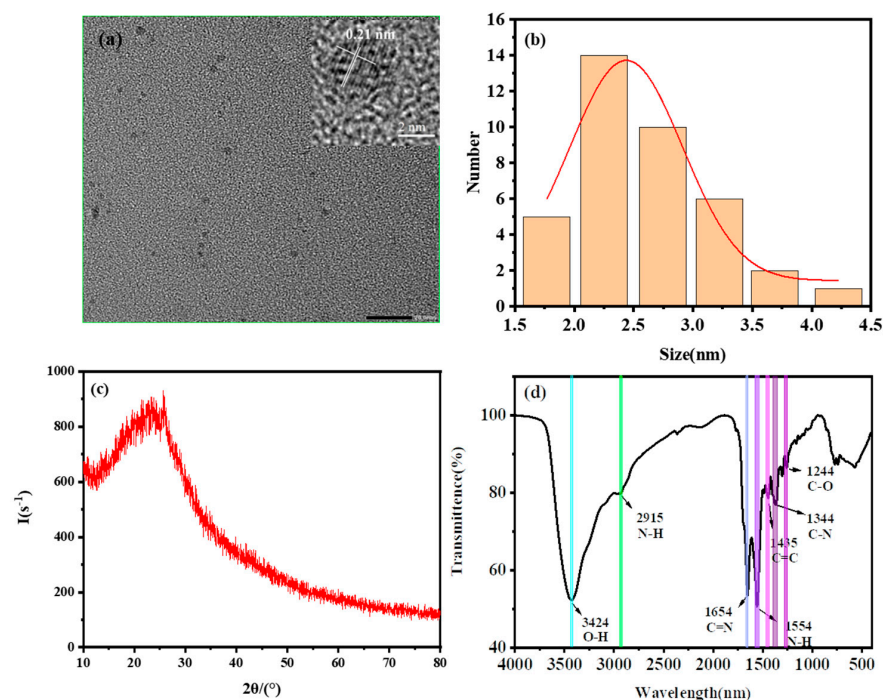 (a)
0.21 nm
2 nm
(b)
Number
16
14
12
10
8
6
4
2
0
1.5 2.0 2.5 3.0 3.5 4.0 4.5
Size(nm)
(c)
I(s-1)
1000
800
600
400
200
0
10 20 30 40 50 60 70 80
2θ/(°)
(d)
Transmittence(%)
100
80
60
40
2915
N-H
3424
O-H
1654
C=N
1244
C-O
1344
C-N
1435
C=C
1554
N-H
4000 3500 3000 2500 2000 1500 1000 500
Wavelength(nm)